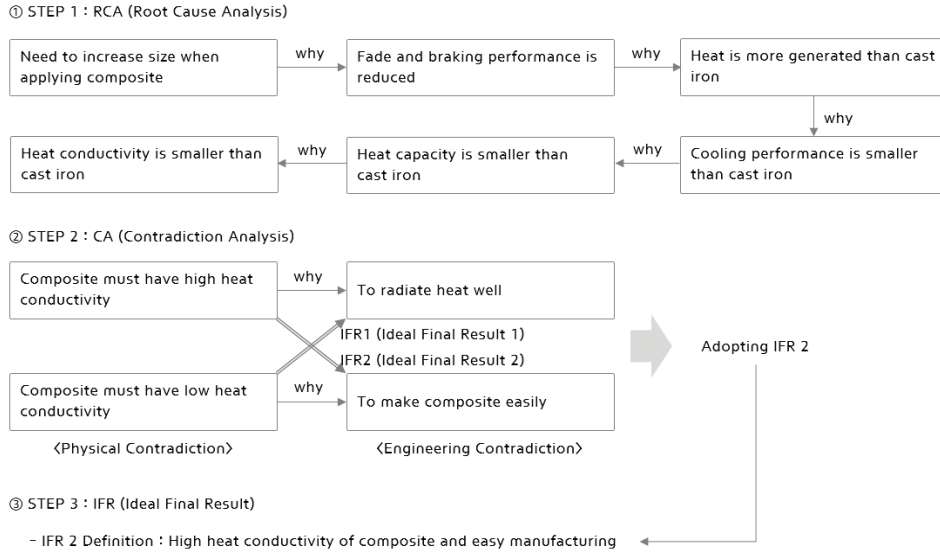 ① STEP 1 : RCA (Root Cause Analysis)
Need to increase size when
applying composite
why
Fade and braking performance is
reduced
why
Heat is more generated than cast
iron
why
Cooling performance is smaller
than cast iron
why
Heat capacity is smaller than
cast iron
why
Heat conductivity is smaller than
cast iron
② STEP 2 : CA (Contradiction Analysis)
Composite must have high heat
conductivity
why
To radiate heat well
IFR1 (Ideal Final Result 1)
IFR2 (Ideal Final Result 2)
Adopting IFR 2
Composite must have low heat
conductivity
why
To make composite easily
<Physical Contradiction>
<Engineering Contradiction>
③ STEP 3 : IFR (Ideal Final Result)
- IFR 2 Definition : High heat conductivity of composite and easy manufacturing